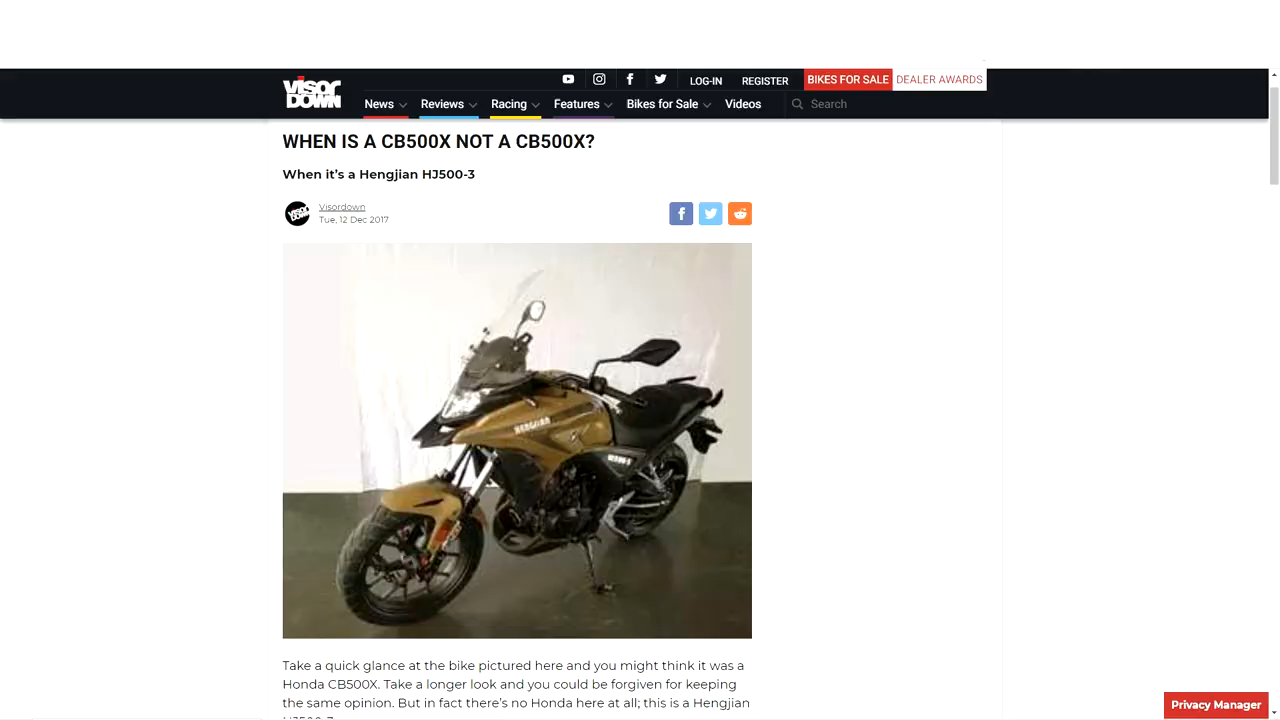 visor
DOWN
LOG-IN
REGISTER
BIKES FOR SALE
DEALER AWARDS
News
Reviews
Racing
Features
Bikes for Sale
Videos
Search
WHEN IS A CB500X NOT A CB500X?
When it's a Hengjian HJ500-3
Visordown
Tue, 12 Dec 2017
HENGJIAN
Take a quick glance at the bike pictured here and you might think it was a
Honda CB500X. Take a longer look and you could be forgiven for keeping
the same opinion. But in fact there's no Honda here at all; this is a Hengjian
Privacy Manager